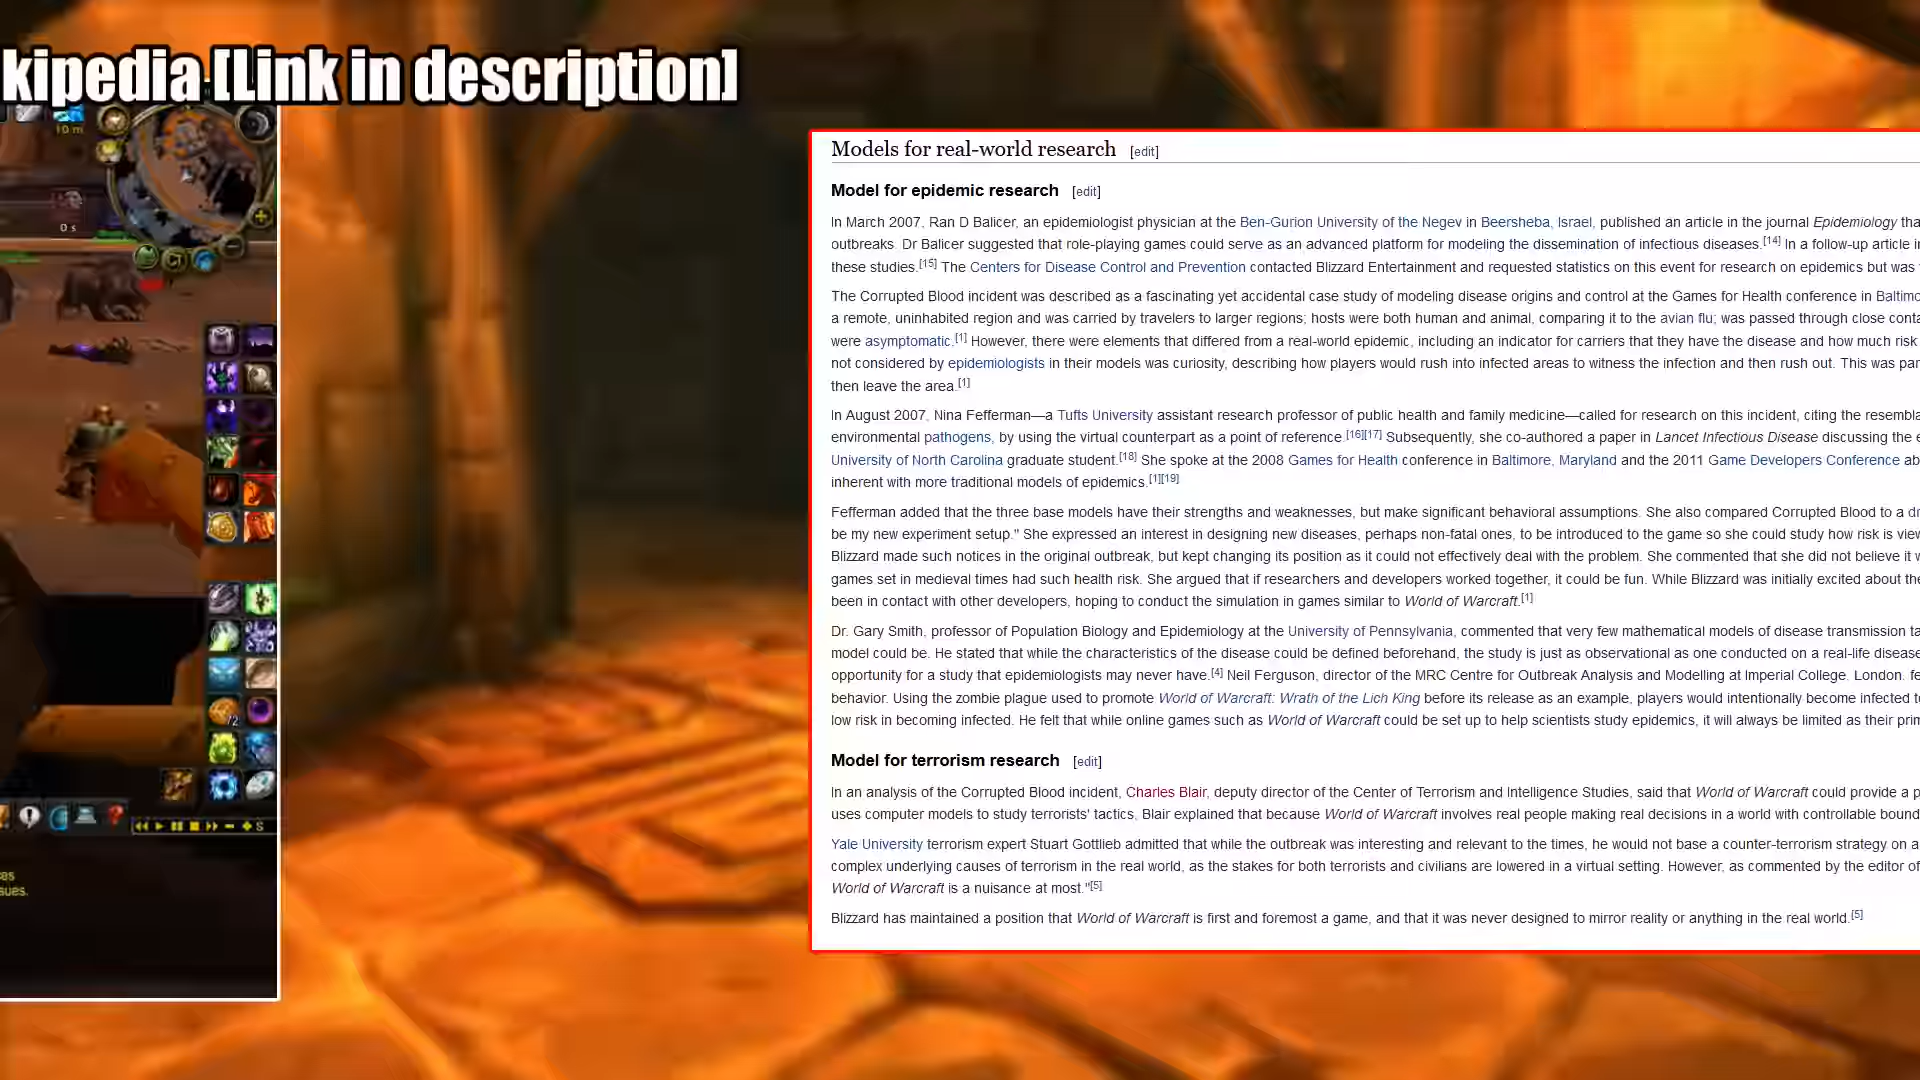 kipedia [Link in description]
10 m
0 s
Models for real-world research [edit]
Model for epidemic research [edit]
In March 2007, Ran D Balicer, an epidemiologist physician at the Ben-Gurion University of the Negev in Beersheba, Israel, published an article in the journal Epidemiology tha
outbreaks. Dr Balicer suggested that role-playing games could serve as an advanced platform for modeling the dissemination of infectious diseases.[14] In a follow-up article i
these studies.[15] The Centers for Disease Control and Prevention contacted Blizzard Entertainment and requested statistics on this event for research on epidemics but was
The Corrupted Blood incident was described as a fascinating yet accidental case study of modeling disease origins and control at the Games for Health conference in Baltimo
a remote, uninhabited region and was carried by travelers to larger regions; hosts were both human and animal, comparing it to the avian flu; was passed through close conta
were asymptomatic.[1] However, there were elements that differed from a real-world epidemic, including an indicator for carriers that they have the disease and how much risk
not considered by epidemiologists in their models was curiosity, describing how players would rush into infected areas to witness the infection and then rush out. This was par
then leave the area.[1]
In August 2007, Nina Fefferman—a Tufts University assistant research professor of public health and family medicine—called for research on this incident, citing the resembla
environmental pathogens, by using the virtual counterpart as a point of reference.[16][17] Subsequently, she co-authored a paper in Lancet Infectious Disease discussing the e
University of North Carolina graduate student.[18] She spoke at the 2008 Games for Health conference in Baltimore, Maryland and the 2011 Game Developers Conference ab
inherent with more traditional models of epidemics.[1][19]
Fefferman added that the three base models have their strengths and weaknesses, but make significant behavioral assumptions. She also compared Corrupted Blood to a dr
be my new experiment setup." She expressed an interest in designing new diseases, perhaps non-fatal ones, to be introduced to the game so she could study how risk is view
Blizzard made such notices in the original outbreak, but kept changing its position as it could not effectively deal with the problem. She commented that she did not believe it w
games set in medieval times had such health risk. She argued that if researchers and developers worked together, it could be fun. While Blizzard was initially excited about the
been in contact with other developers, hoping to conduct the simulation in games similar to World of Warcraft.[1]
Dr. Gary Smith, professor of Population Biology and Epidemiology at the University of Pennsylvania, commented that very few mathematical models of disease transmission ta
model could be. He stated that while the characteristics of the disease could be defined beforehand, the study is just as observational as one conducted on a real-life disease
opportunity for a study that epidemiologists may never have.[4] Neil Ferguson, director of the MRC Centre for Outbreak Analysis and Modelling at Imperial College, London, fe
behavior. Using the zombie plague used to promote World of Warcraft: Wrath of the Lich King before its release as an example, players would intentionally become infected to
low risk in becoming infected. He felt that while online games such as World of Warcraft could be set up to help scientists study epidemics, it will always be limited as their prim
Model for terrorism research [edit]
In an analysis of the Corrupted Blood incident, Charles Blair, deputy director of the Center of Terrorism and Intelligence Studies, said that World of Warcraft could provide a p
uses computer models to study terrorists' tactics, Blair explained that because World of Warcraft involves real people making real decisions in a world with controllable bound
Yale University terrorism expert Stuart Gottlieb admitted that while the outbreak was interesting and relevant to the times, he would not base a counter-terrorism strategy on a
complex underlying causes of terrorism in the real world, as the stakes for both terrorists and civilians are lowered in a virtual setting. However, as commented by the editor of
World of Warcraft is a nuisance at most."[5]
Blizzard has maintained a position that World of Warcraft is first and foremost a game, and that it was never designed to mirror reality or anything in the real world.[5]
/2
S
es
sues.